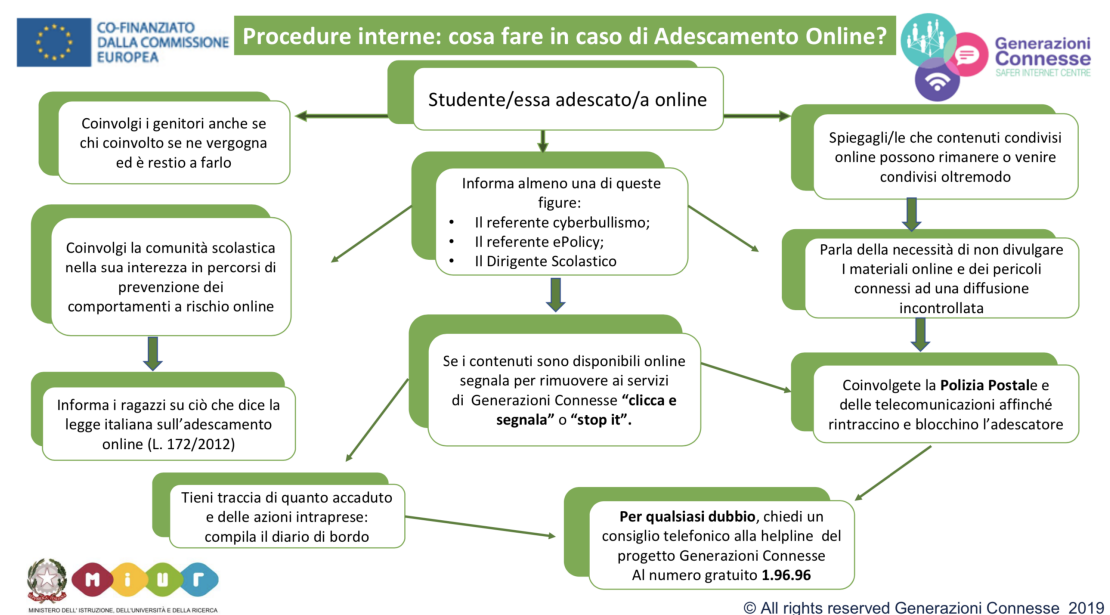 CO-FINANZIATO
DALLA COMMISSIONE
EUROPEA
Procedure interne: cosa fare in caso di Adescamento Online?
Generazioni
Connesse
SAFER INTERNET CENTRE
Studente/essa adescato/a online
Coinvolgi i genitori anche se
chi coinvolto se ne vergogna
ed è restio a farlo
Informa almeno una di queste
figure:
• Il referente cyberbullismo;
• Il referente ePolicy;
• Il Dirigente Scolastico
Spiegagli/le che contenuti condivisi
online possono rimanere o venire
condivisi oltremodo
Coinvolgi la comunità scolastica
nella sua interezza in percorsi di
prevenzione dei
comportamenti a rischio online
Parla della necessità di non divulgare
I materiali online e dei pericoli
connessi ad una diffusione
incontrollata
Se i contenuti sono disponibili online
segnala per rimuovere ai servizi
di Generazioni Connesse “clicca e
segnala” o “stop it”.
Informa i ragazzi su ciò che dice la
legge italiana sull’adescamento
online (L. 172/2012)
Coinvolgete la Polizia Postale e
delle telecomunicazioni affinché
rintraccino e blocchino l’adescatore
Tieni traccia di quanto accaduto
e delle azioni intraprese:
compila il diario di bordo
Per qualsiasi dubbio, chiedi un
consiglio telefonico alla helpline del
progetto Generazioni Connesse
Al numero gratuito 1.96.96
MIUR
MINISTERO DELL' ISTRUZIONE, DELL'UNIVERSITÀ E DELLA RICERCA
© All rights reserved Generazioni Connesse 2019